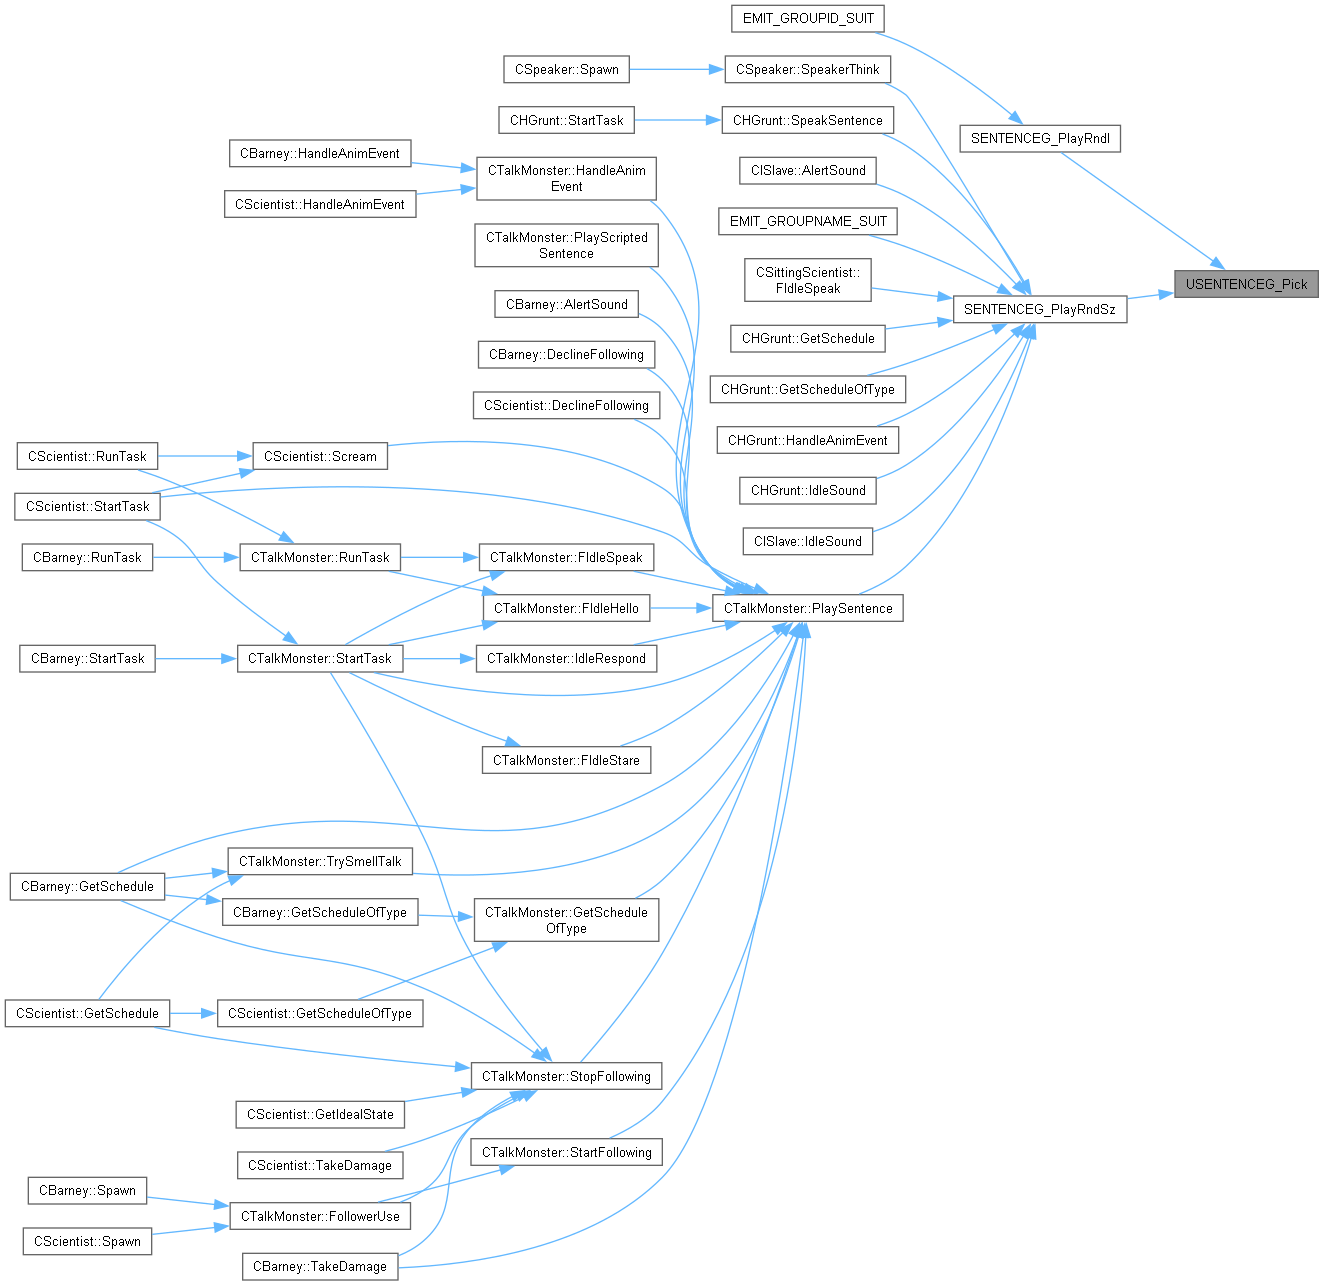 EMIT_GROUPID_SUIT
CSpeaker::Spawn
CSpeaker::SpeakerThink
CHGrunt::StartTask
CHGrunt::SpeakSentence
SENTENCEG_PlayRndI
CBarney::HandleAnimEvent
CTalkMonster::HandleAnim
Event
CISlave::AlertSound
CScientist::HandleAnimEvent
EMIT_GROUPNAME_SUIT
CTalkMonster::PlayScripted
Sentence
CSittingScientist::
FIdleSpeak
USENTENCEG_Pick
CBarney::AlertSound
SENTENCEG_PlayRndSz
CHGrunt::GetSchedule
CBarney::DeclineFollowing
CHGrunt::GetScheduleOfType
CScientist::DeclineFollowing
CHGrunt::HandleAnimEvent
CScientist::RunTask
CScientist::Scream
CHGrunt::IdleSound
CScientist::StartTask
CISlave::IdleSound
CBarney::RunTask
CTalkMonster::RunTask
CTalkMonster::FIdleSpeak
CTalkMonster::FIdleHello
CTalkMonster::PlaySentence
CBarney::StartTask
CTalkMonster::StartTask
CTalkMonster::IdleRespond
CTalkMonster::FIdleStare
CTalkMonster::TrySmellTalk
CBarney::GetSchedule
CBarney::GetScheduleOfType
CTalkMonster::GetSchedule
OfType
CScientist::GetSchedule
CScientist::GetScheduleOfType
CTalkMonster::StopFollowing
CScientist::GetIdealState
CTalkMonster::StartFollowing
CScientist::TakeDamage
CBarney::Spawn
CTalkMonster::FollowerUse
CScientist::Spawn
CBarney::TakeDamage